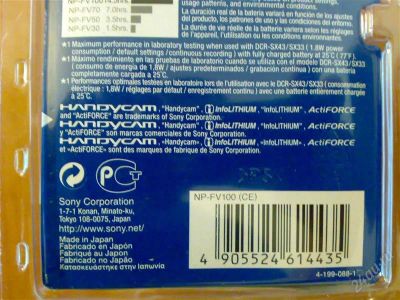 usage patterns, and environmental conditions.
NP-FV100 14.5hrs.
NP-FV70 7.0hrs.
NP-FV50 3.5hrs.
NP-FV30 1.5hrs.
La duración real de la batería variará en función de los ajustes
del producto, los patrones de uso y las condiciones del entorno.
La durée de vie réelle de la batterie varie selon les réglages,
l'utilisation et/ou les conditions environnementales.
*1 Maximum performance in laboratory testing when used with DCR-SX43/SX33 ( 1.8W power
consumption / default settings / continuous recording ) with fully charged battery at 25˚C ( 77˚F )
*1 Máximo rendimiento en las pruebas de laboratorio cuando se utiliza con el modelo DCR-SX43/SX33
( consumo de energía de 1.8W / ajustes predeterminados / grabación continua ) con una batería
completamente cargada a 25˚C.
*1 Performances optimales testées en laboratoire lors d'utilisation avec le DCR-SX43/SX33 ( consommation
électrique : 1,8W / réglages par défaut / enregistrement continu ) avec une batterie entièrement chargée
à 25˚C.
HANDYCAM, "Handycam", InfoLITHIUM, "InfoLITHIUM", ActiFORCE
and "ActiFORCE" are trademarks of Sony Corporation.
HANDYCAM, "Handycam", InfoLITHIUM, "InfoLITHIUM", ActiFORCE
y "ActiFORCE" son marcas comerciales de Sony Corporation.
HANDYCAM, «Handycam», InfoLITHIUM, «InfoLITHIUM», ActiFORCE
et «ActiFORCE» sont des marques de fabrique de Sony Corporation.
Sony Corporation
1-7-1 Konan, Minato-ku,
Tokyo 108-0075, Japan
http://www.sony.net/
Made in Japan
Fabricado en Japón
Fabriqué au Japon
Κατασκευάστηκε στην Ιαπωνία
NP-FV100 (CE)
4 905524 614435
4-199-088-1